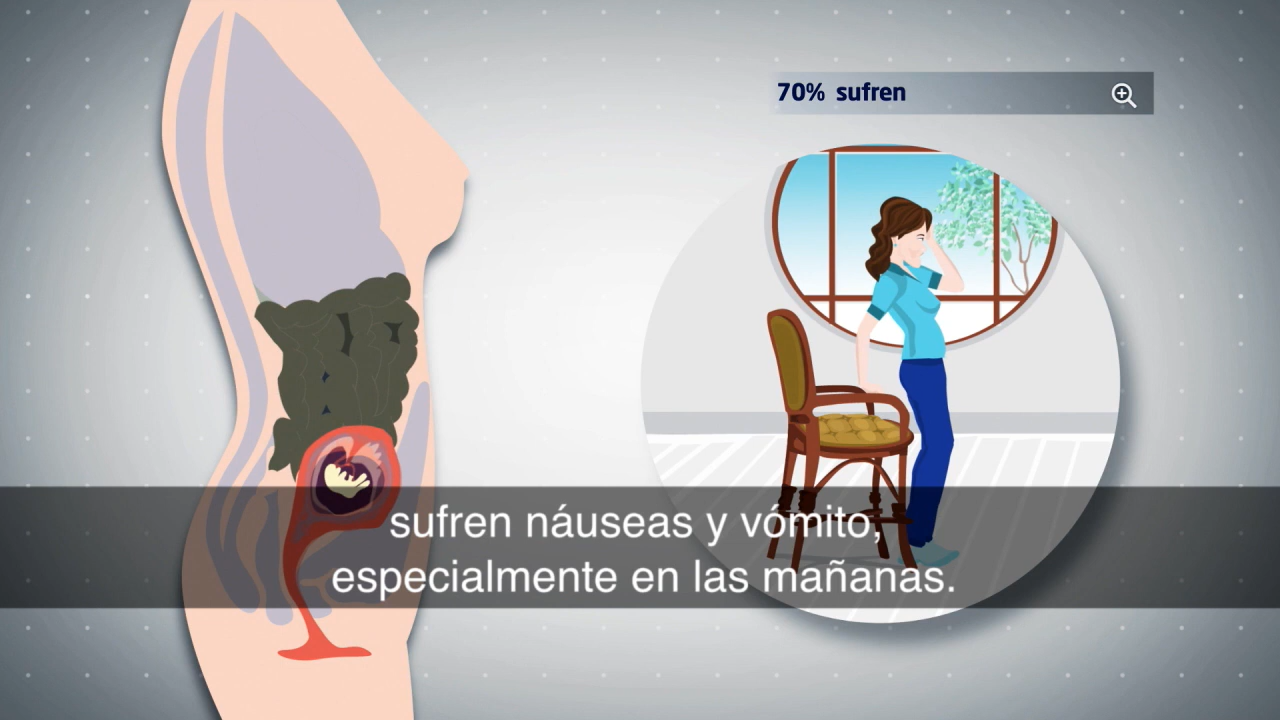 70% sufren
sufren náuseas y vómito,
especialmente en las mañanas.